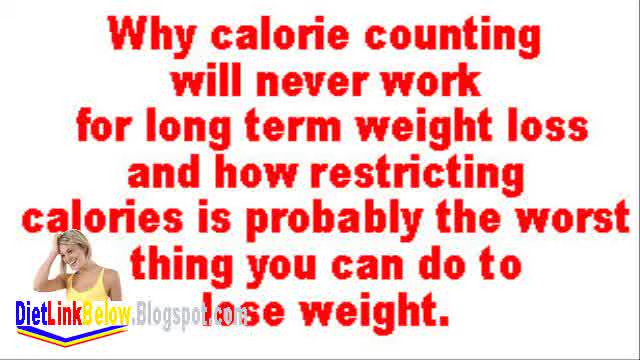 Why calorie counting
will never work
for long term weight loss
and how restricting
calories is probably the worst
thing you can do to
lose weight.
DietLinkBelow.Blogspot.com